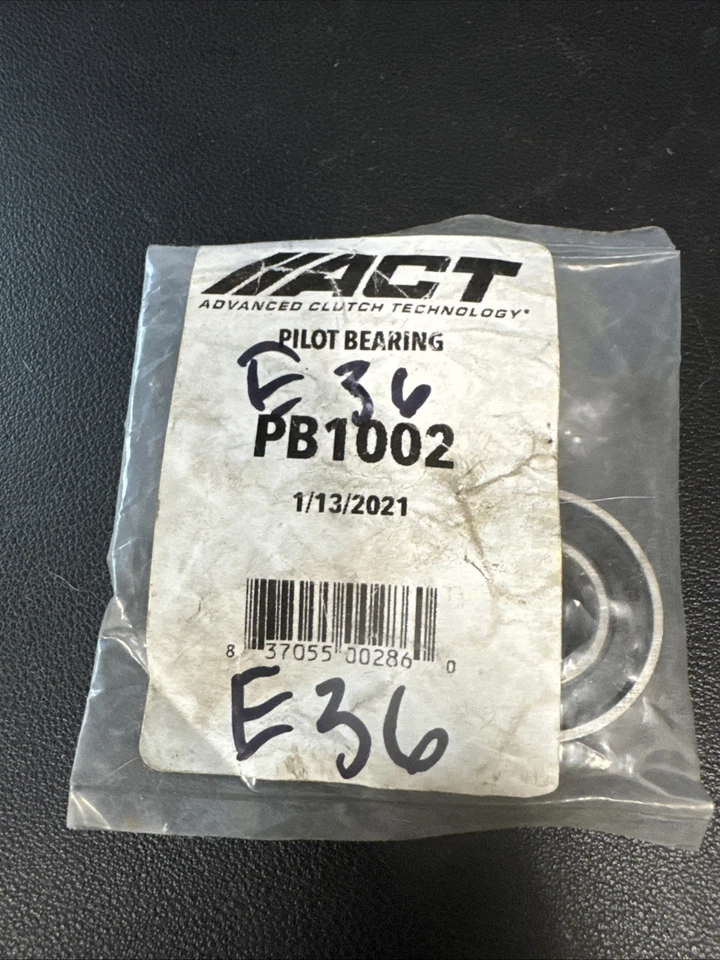 ACT
ADVANCED CLUTCH TECHNOLOGY®
PILOT BEARING
E36
PB1002
1/13/2021
8 37055 00286 0
E36